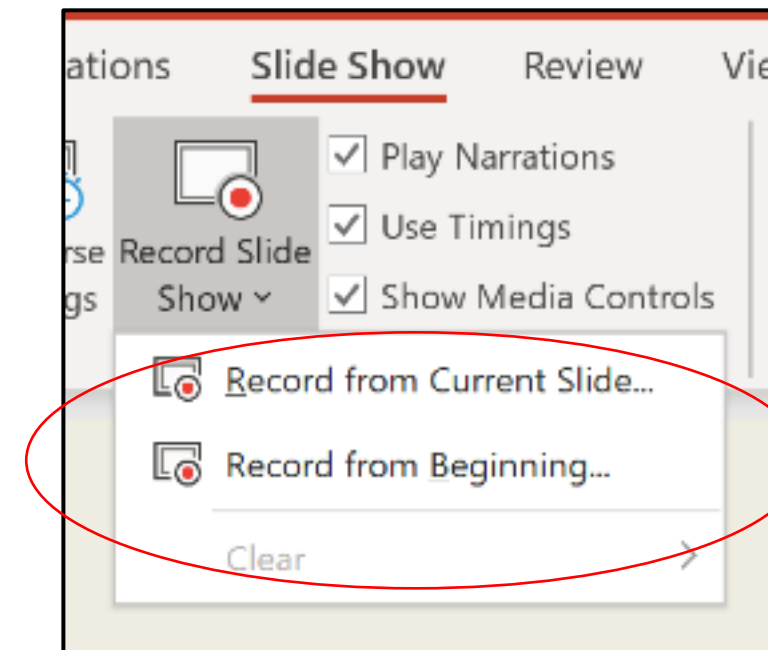 ations Slide Show Review Vie
Play Narrations
Use Timings
rse Record Slide
gs Show Show Media Controls
Record from Current Slide...
Record from Beginning...
Clear